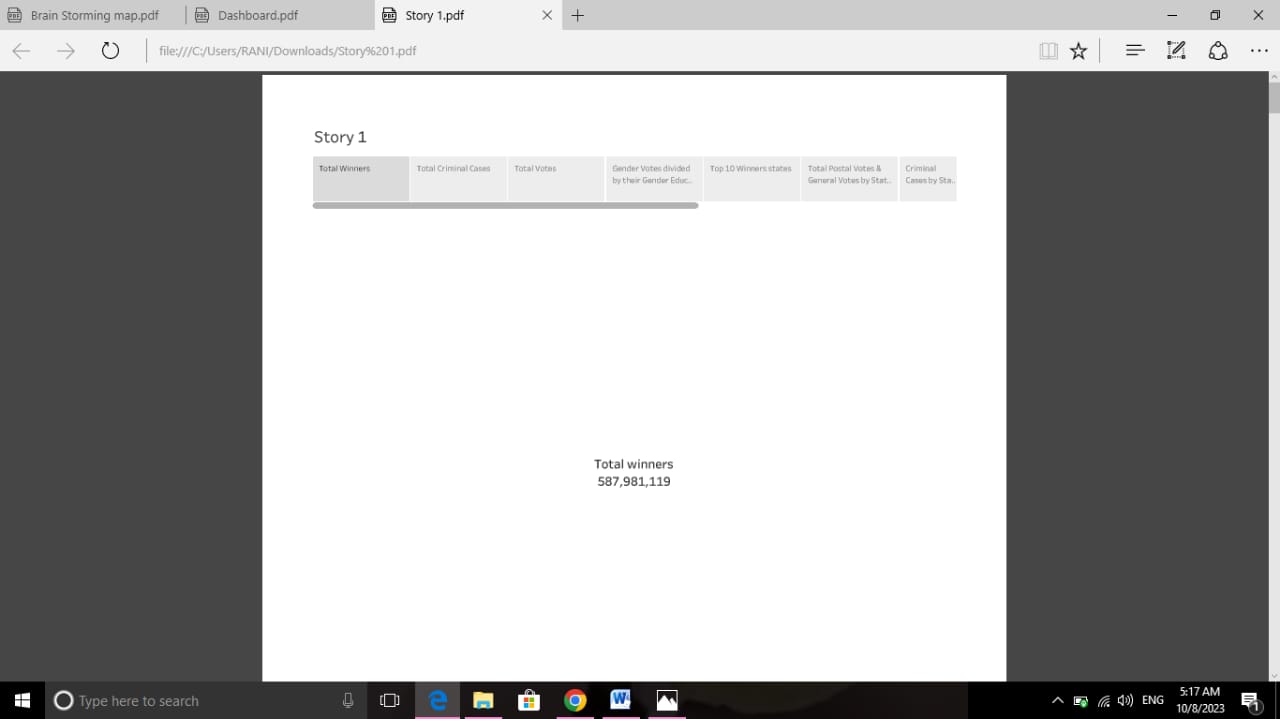 Brain Storming map.pdf
Dashboard.pdf
Story 1.pdf
file:///C:/Users/RANI/Downloads/Story%201.pdf
Story 1
Total Winners
Total Criminal Cases
Total Votes
Gender Votes divided
by their Gender Educ..
Top 10 Winners states
Total Postal Votes &
General Votes by Stat..
Criminal
Cases by Sta..
Total winners
587,981,119
Type here to search
ENG
5:17 AM
10/8/2023
1